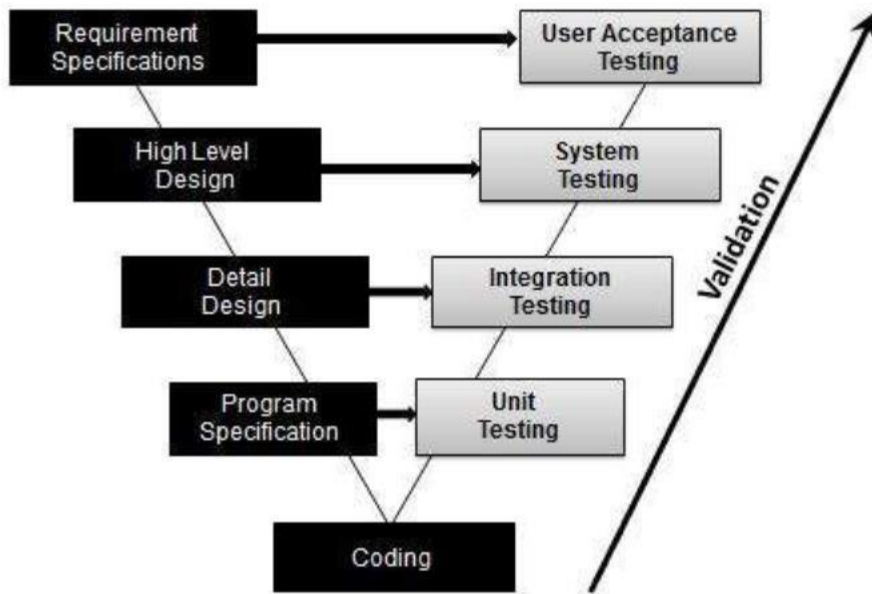 Requirement
Specifications
User Acceptance
Testing
High Level
Design
System
Testing
Detail
Design
Integration
Testing
Program
Specification
Unit
Testing
Coding
Validation